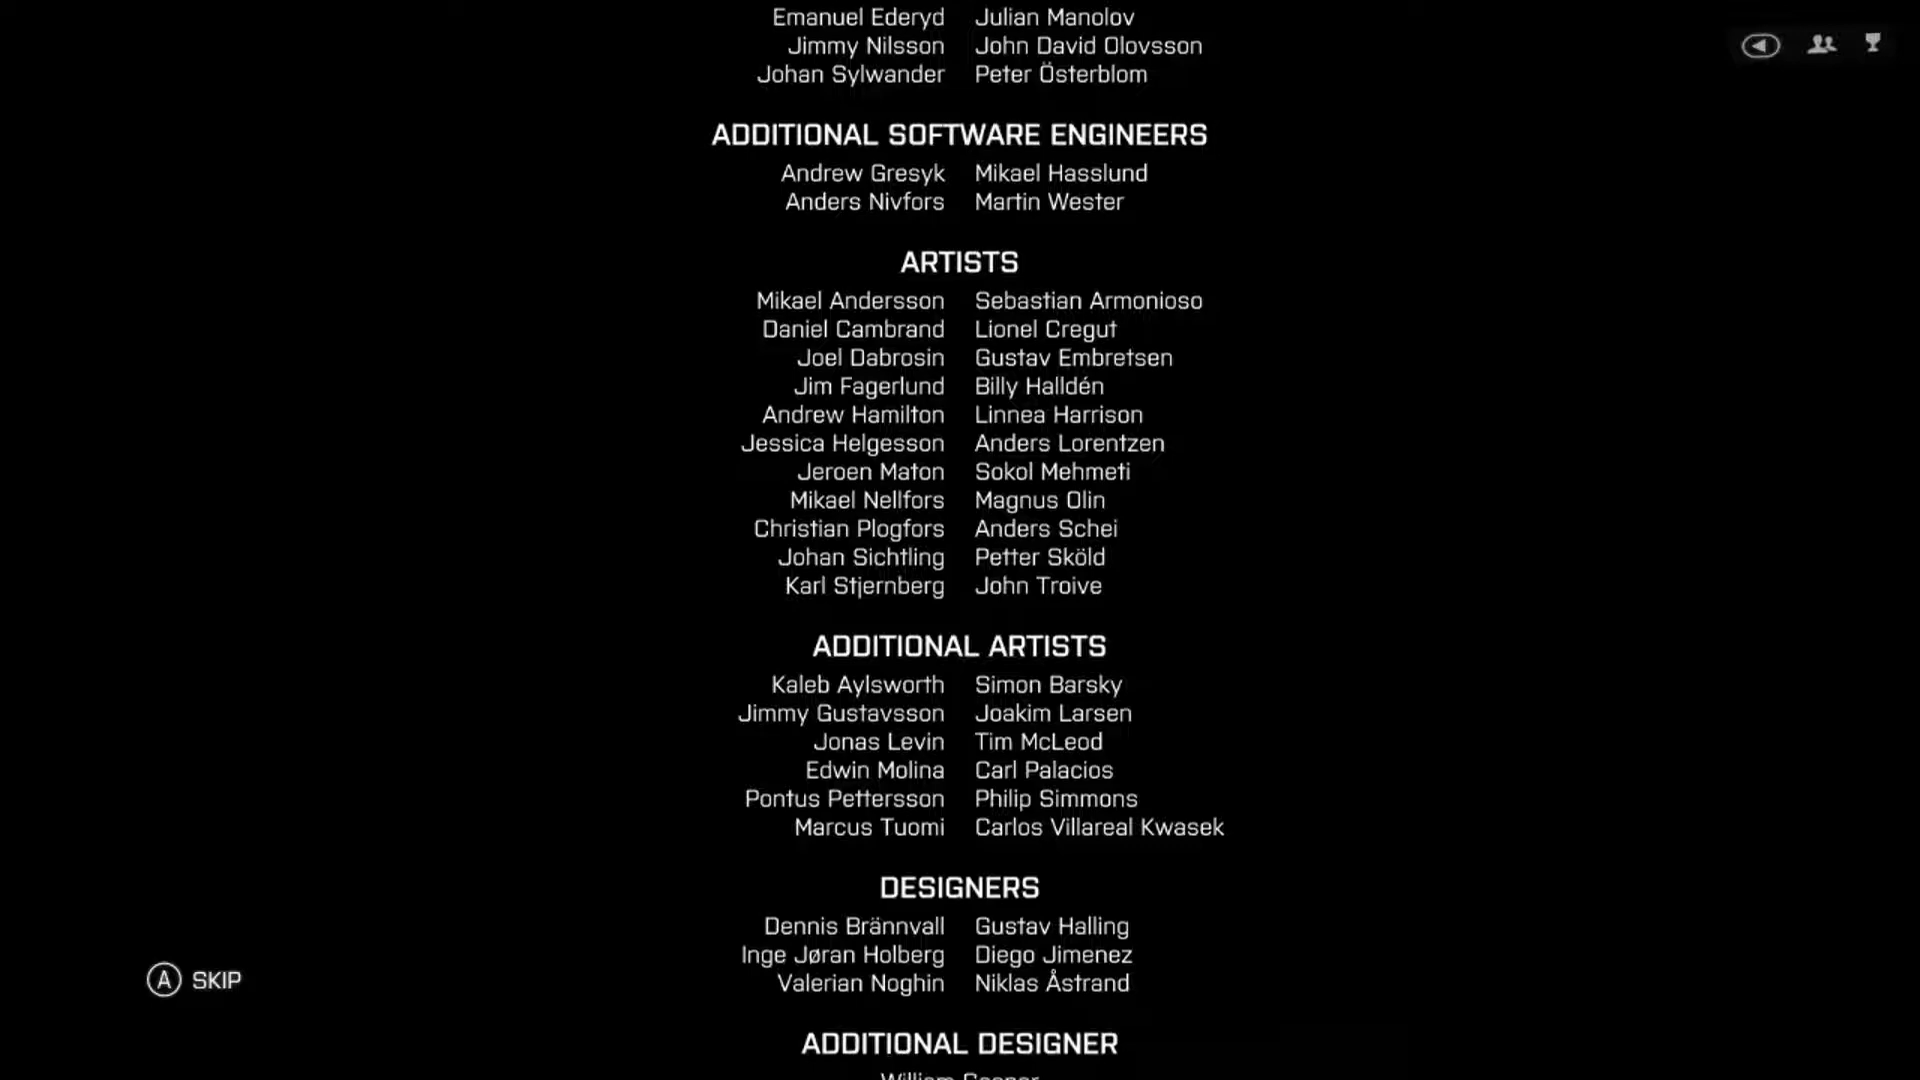 Emanuel Ederyd Julian Manolov
Jimmy Nilsson John David Olovsson
Johan Sylwander Peter Österblom
ADDITIONAL SOFTWARE ENGINEERS
Andrew Gresyk Mikael Hasslund
Anders Nivfors Martin Wester
ARTISTS
Mikael Andersson Sebastian Armonioso
Daniel Cambrand Lionel Cregut
Joel Dabrosin Gustav Embretsen
Jim Fagerlund Billy Halldén
Andrew Hamilton Linnea Harrison
Jessica Helgesson Anders Lorentzen
Jeroen Maton Sokol Mehmeti
Mikael Nellfors Magnus Olin
Christian Plogfors Anders Schei
Johan Sichtling Petter Sköld
Karl Stjernberg John Troive
ADDITIONAL ARTISTS
Kaleb Aylsworth Simon Barsky
Jimmy Gustavsson Joakim Larsen
Jonas Levin Tim McLeod
Edwin Molina Carl Palacios
Pontus Pettersson Philip Simmons
Marcus Tuomi Carlos Villareal Kwasek
DESIGNERS
Dennis Brännvall Gustav Halling
Inge Jøran Holberg Diego Jimenez
Valerian Noghin Niklas Åstrand
A SKIP
ADDITIONAL DESIGNER
William